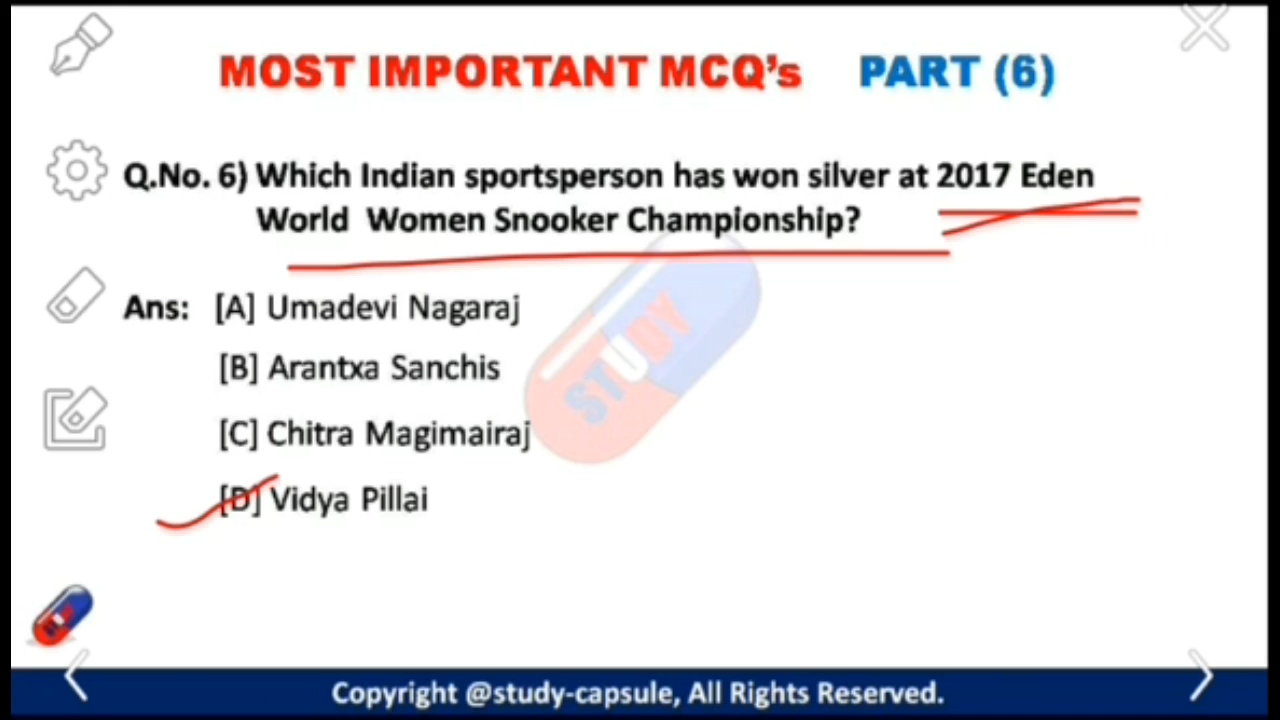 MOST IMPORTANT MCQ's PART (6)
Q.No. 6) Which Indian sportsperson has won silver at 2017 Eden
World Women Snooker Championship?
Ans: [A] Umadevi Nagaraj
[B] Arantxa Sanchis
[C] Chitra Magimairaj
[D] Vidya Pillai
STUDY
Copyright @study-capsule, All Rights Reserved.